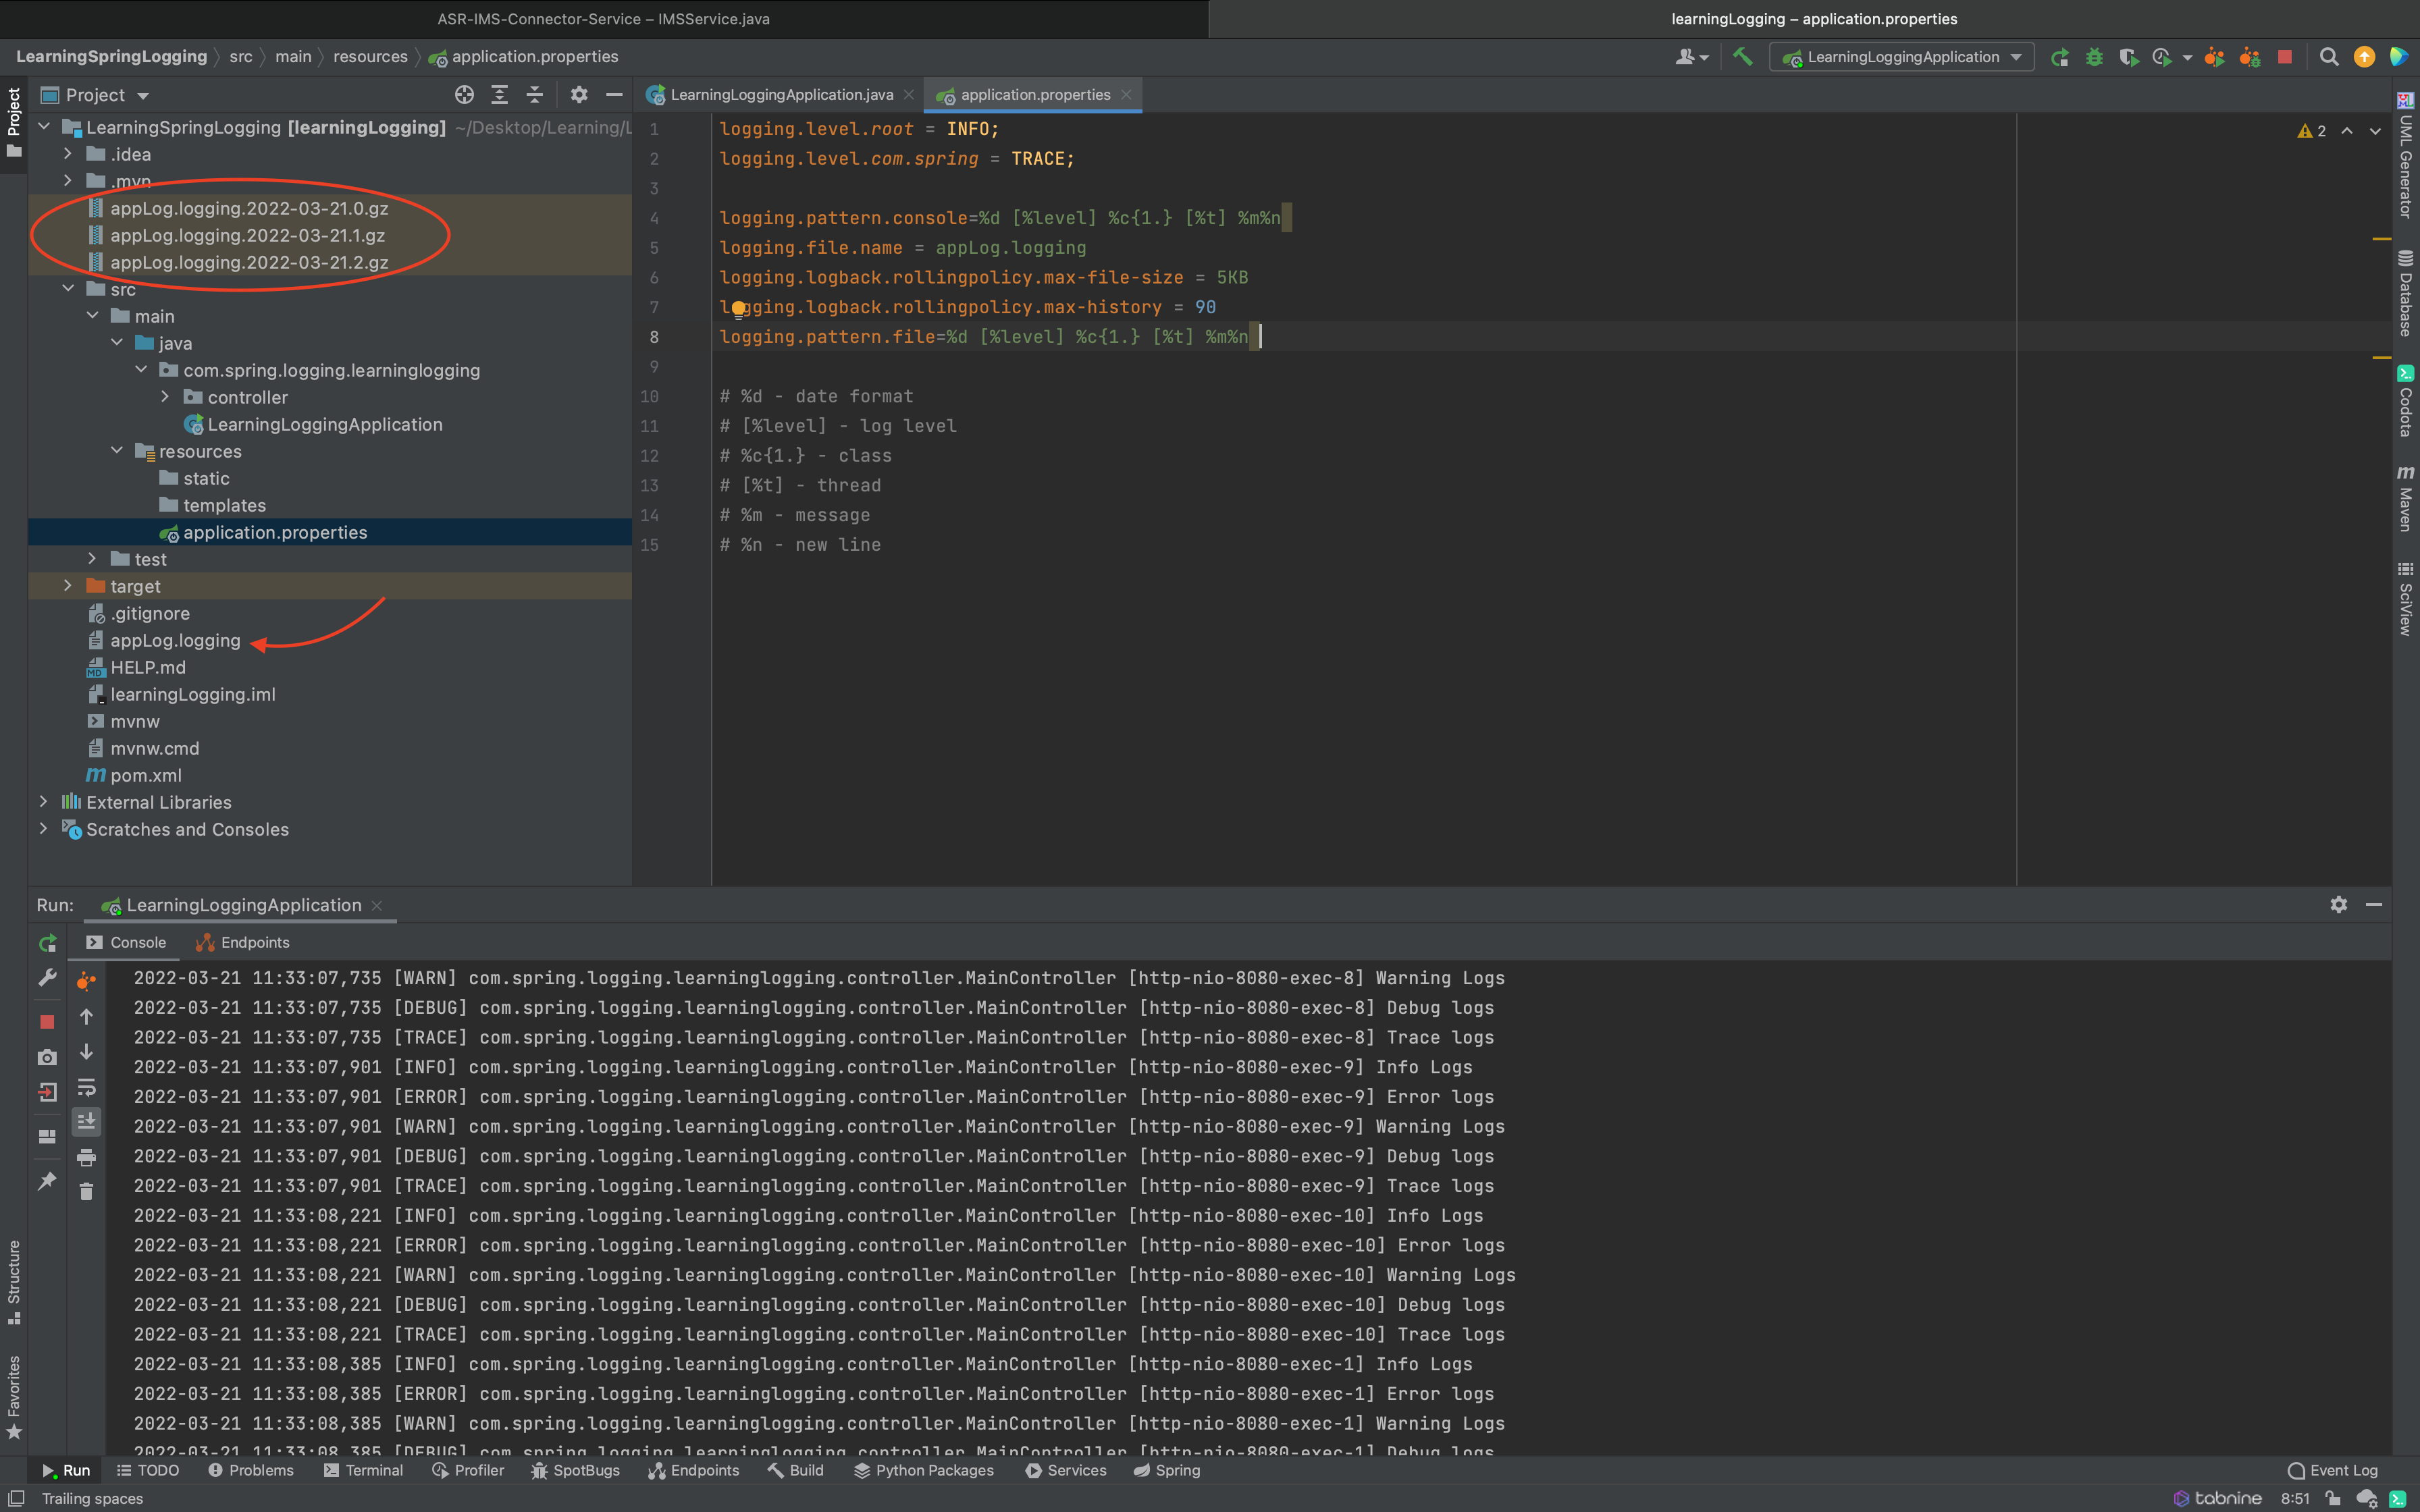 ASR-IMS-Connector-Service – IMSService.java
learningLogging – application.properties
LearningSpringLogging
src
main
resources
application.properties
LearningLoggingApplication
Project
Project
LearningLoggingApplication.java
application.properties
LearningSpringLogging [learningLogging] ~/Desktop/Learning/L
.idea
.mvn
appLog.logging.2022-03-21.0.gz
appLog.logging.2022-03-21.1.gz
appLog.logging.2022-03-21.2.gz
src
main
java
com.spring.logging.learninglogging
controller
LearningLoggingApplication
resources
static
templates
application.properties
test
target
.gitignore
appLog.logging
HELP.md
learningLogging.iml
mvnw
mvnw.cmd
pom.xml
External Libraries
Scratches and Consoles
1 logging.level.root = INFO;
2 logging.level.com.spring = TRACE;
3
4 logging.pattern.console=%d [%level] %c{1.} [%t] %m%n
5 logging.file.name = appLog.logging
6 logging.logback.rollingpolicy.max-file-size = 5KB
7 logging.logback.rollingpolicy.max-history = 90
8 logging.pattern.file=%d [%level] %c{1.} [%t] %m%n
9
10 # %d - date format
11 # [%level] - log level
12 # %c{1.} - class
13 # [%t] - thread
14 # %m - message
15 # %n - new line
2
UML Generator
Database
Codota
Maven
SciView
Run:
LearningLoggingApplication
Console
Endpoints
2022-03-21 11:33:07,735 [WARN] com.spring.logging.learninglogging.controller.MainController [http-nio-8080-exec-8] Warning Logs
2022-03-21 11:33:07,735 [DEBUG] com.spring.logging.learninglogging.controller.MainController [http-nio-8080-exec-8] Debug logs
2022-03-21 11:33:07,735 [TRACE] com.spring.logging.learninglogging.controller.MainController [http-nio-8080-exec-8] Trace logs
2022-03-21 11:33:07,901 [INFO] com.spring.logging.learninglogging.controller.MainController [http-nio-8080-exec-9] Info Logs
2022-03-21 11:33:07,901 [ERROR] com.spring.logging.learninglogging.controller.MainController [http-nio-8080-exec-9] Error logs
2022-03-21 11:33:07,901 [WARN] com.spring.logging.learninglogging.controller.MainController [http-nio-8080-exec-9] Warning Logs
2022-03-21 11:33:07,901 [DEBUG] com.spring.logging.learninglogging.controller.MainController [http-nio-8080-exec-9] Debug logs
2022-03-21 11:33:07,901 [TRACE] com.spring.logging.learninglogging.controller.MainController [http-nio-8080-exec-9] Trace logs
2022-03-21 11:33:08,221 [INFO] com.spring.logging.learninglogging.controller.MainController [http-nio-8080-exec-10] Info Logs
2022-03-21 11:33:08,221 [ERROR] com.spring.logging.learninglogging.controller.MainController [http-nio-8080-exec-10] Error logs
2022-03-21 11:33:08,221 [WARN] com.spring.logging.learninglogging.controller.MainController [http-nio-8080-exec-10] Warning Logs
2022-03-21 11:33:08,221 [DEBUG] com.spring.logging.learninglogging.controller.MainController [http-nio-8080-exec-10] Debug logs
2022-03-21 11:33:08,221 [TRACE] com.spring.logging.learninglogging.controller.MainController [http-nio-8080-exec-10] Trace logs
2022-03-21 11:33:08,385 [INFO] com.spring.logging.learninglogging.controller.MainController [http-nio-8080-exec-1] Info Logs
2022-03-21 11:33:08,385 [ERROR] com.spring.logging.learninglogging.controller.MainController [http-nio-8080-exec-1] Error logs
2022-03-21 11:33:08,385 [WARN] com.spring.logging.learninglogging.controller.MainController [http-nio-8080-exec-1] Warning Logs
2022-03-21 11:33:08,385 [DEBUG] com.spring.logging.learninglogging.controller.MainController [http-nio-8080-exec-1] Debug logs
Structure
Favorites
Run
TODO
Problems
Terminal
Profiler
SpotBugs
Endpoints
Build
Python Packages
Services
Spring
Event Log
Trailing spaces
tabnine
8:51